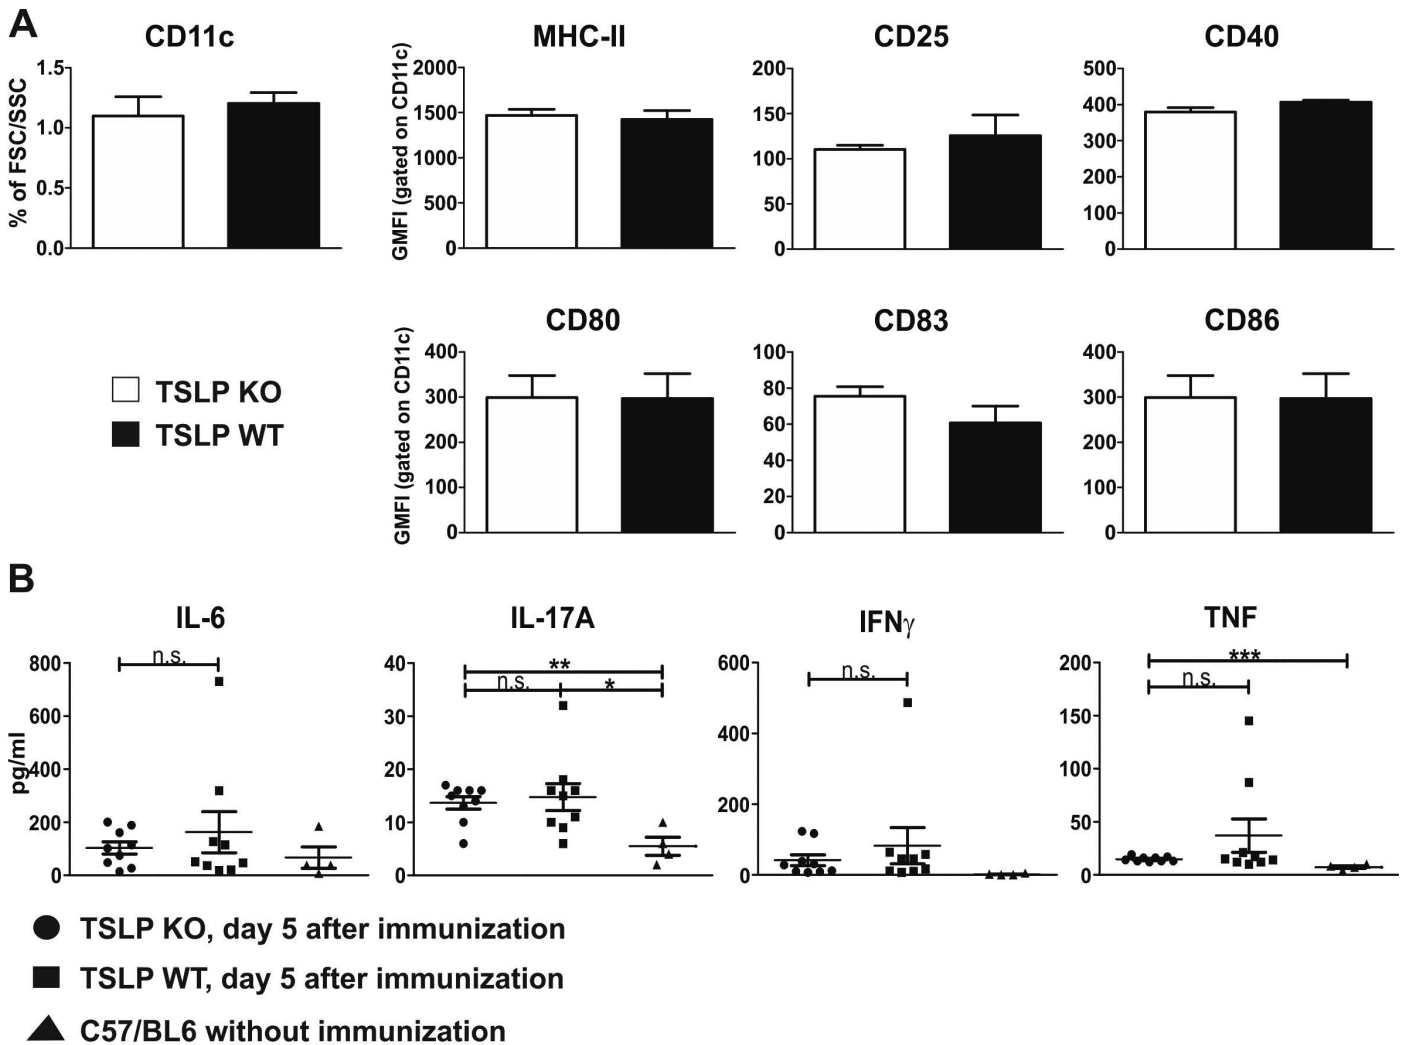 A
CD11c
MHC-II
CD25
CD40
% of FSC/SSC
1.5
1.0
0.5
0.0
GMFI (gated on CD11c)
2000
1500
1000
500
0
200
150
100
50
0
500
400
300
200
100
0
TSLP KO
TSLP WT
CD80
CD83
CD86
GMFI (gated on CD11c)
400
300
200
100
0
100
80
60
40
20
0
400
300
200
100
0
B
IL-6
IL-17A
IFNγ
TNF
pg/ml
800
600
400
200
0
n.s.
40
30
20
10
0
**
n.s.
*
600
400
200
0
n.s.
200
150
100
50
0
***
n.s.
TSLP KO, day 5 after immunization
TSLP WT, day 5 after immunization
C57/BL6 without immunization